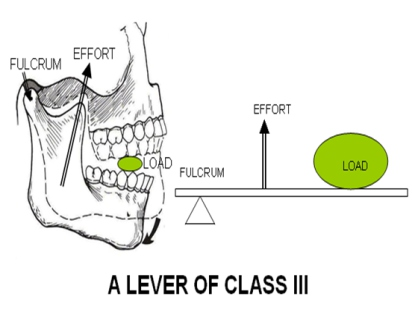 EFFORT
FULCRUM
LOAD
EFFORT
FULCRUM
LOAD
A LEVER OF CLASS III